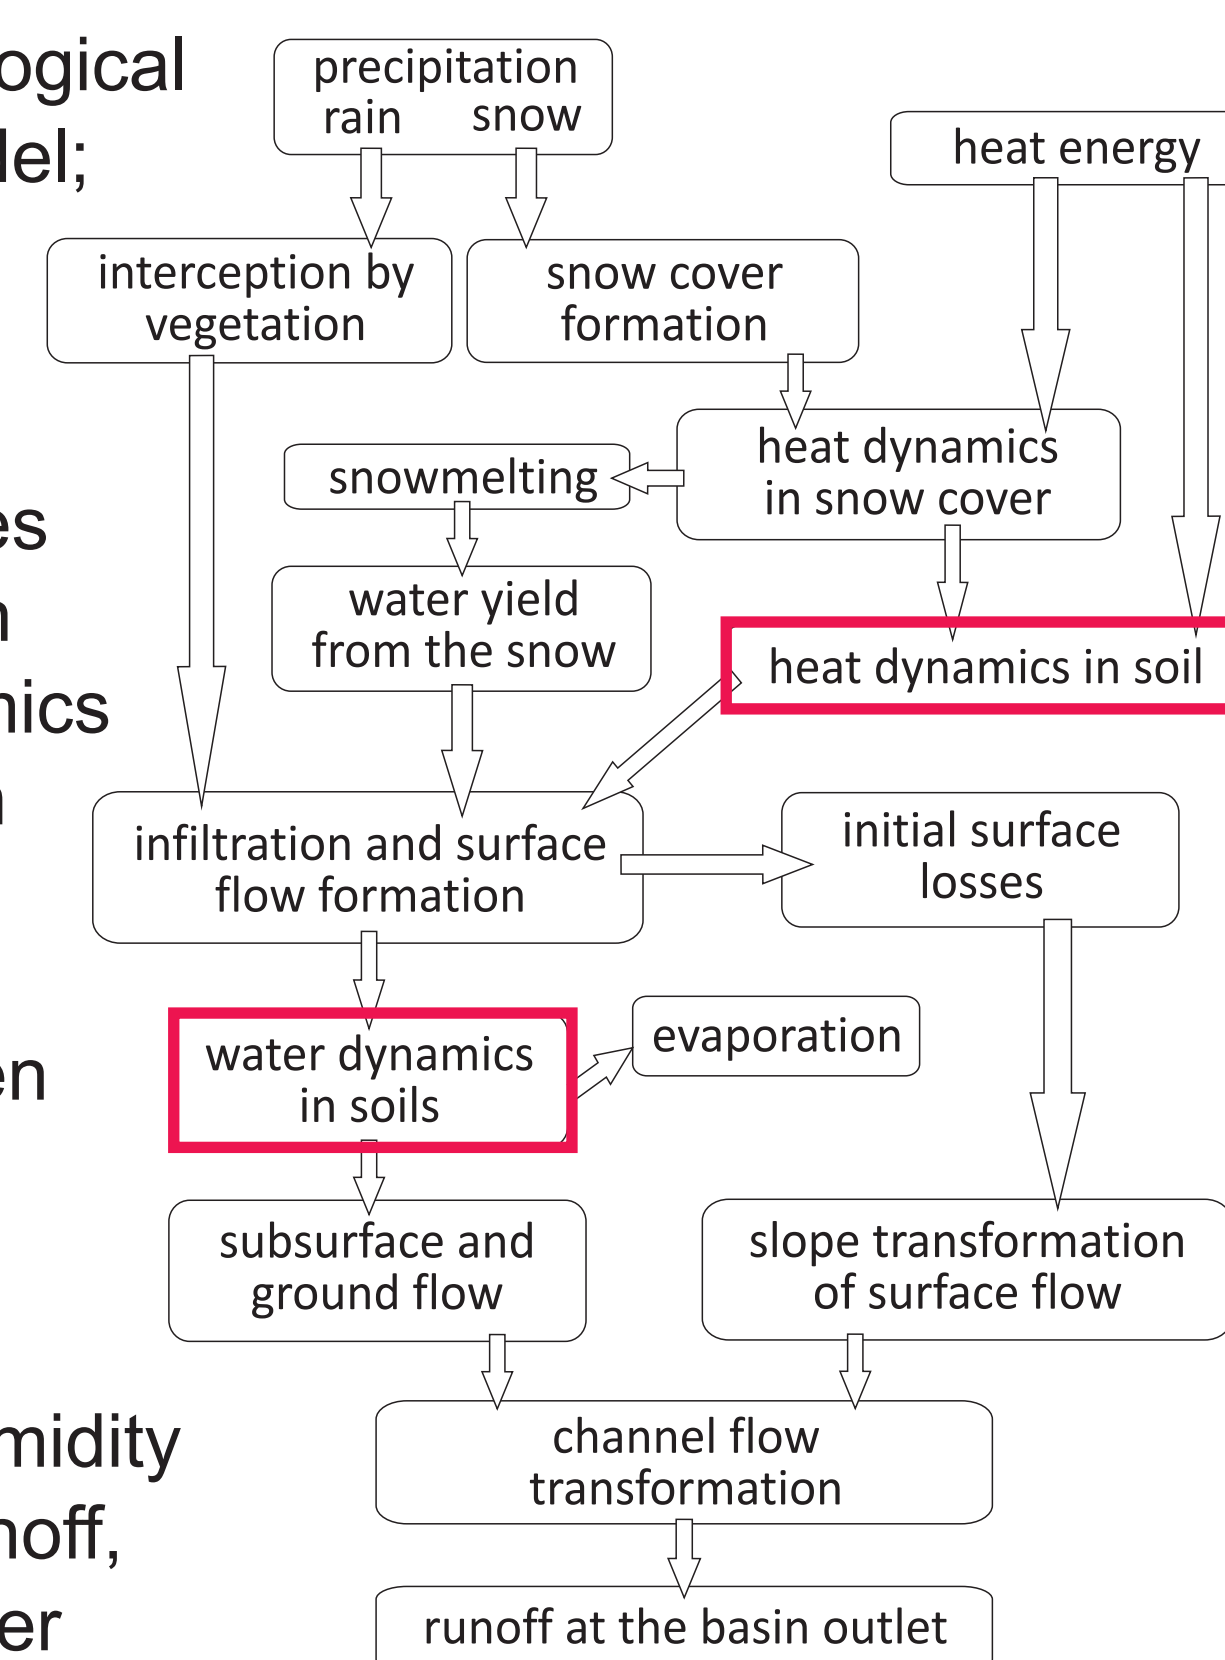 ogical
del;
es
n
nics
n
en
midity
noff,
er
precipitation
rain snow
heat energy
interception by
vegetation
snow cover
formation
heat dynamics
in snow cover
snowmelting
water yield
from the snow
heat dynamics in soil
infiltration and surface
flow formation
initial surface
losses
water dynamics
in soils
evaporation
subsurface and
ground flow
slope transformation
of surface flow
channel flow
transformation
runoff at the basin outlet